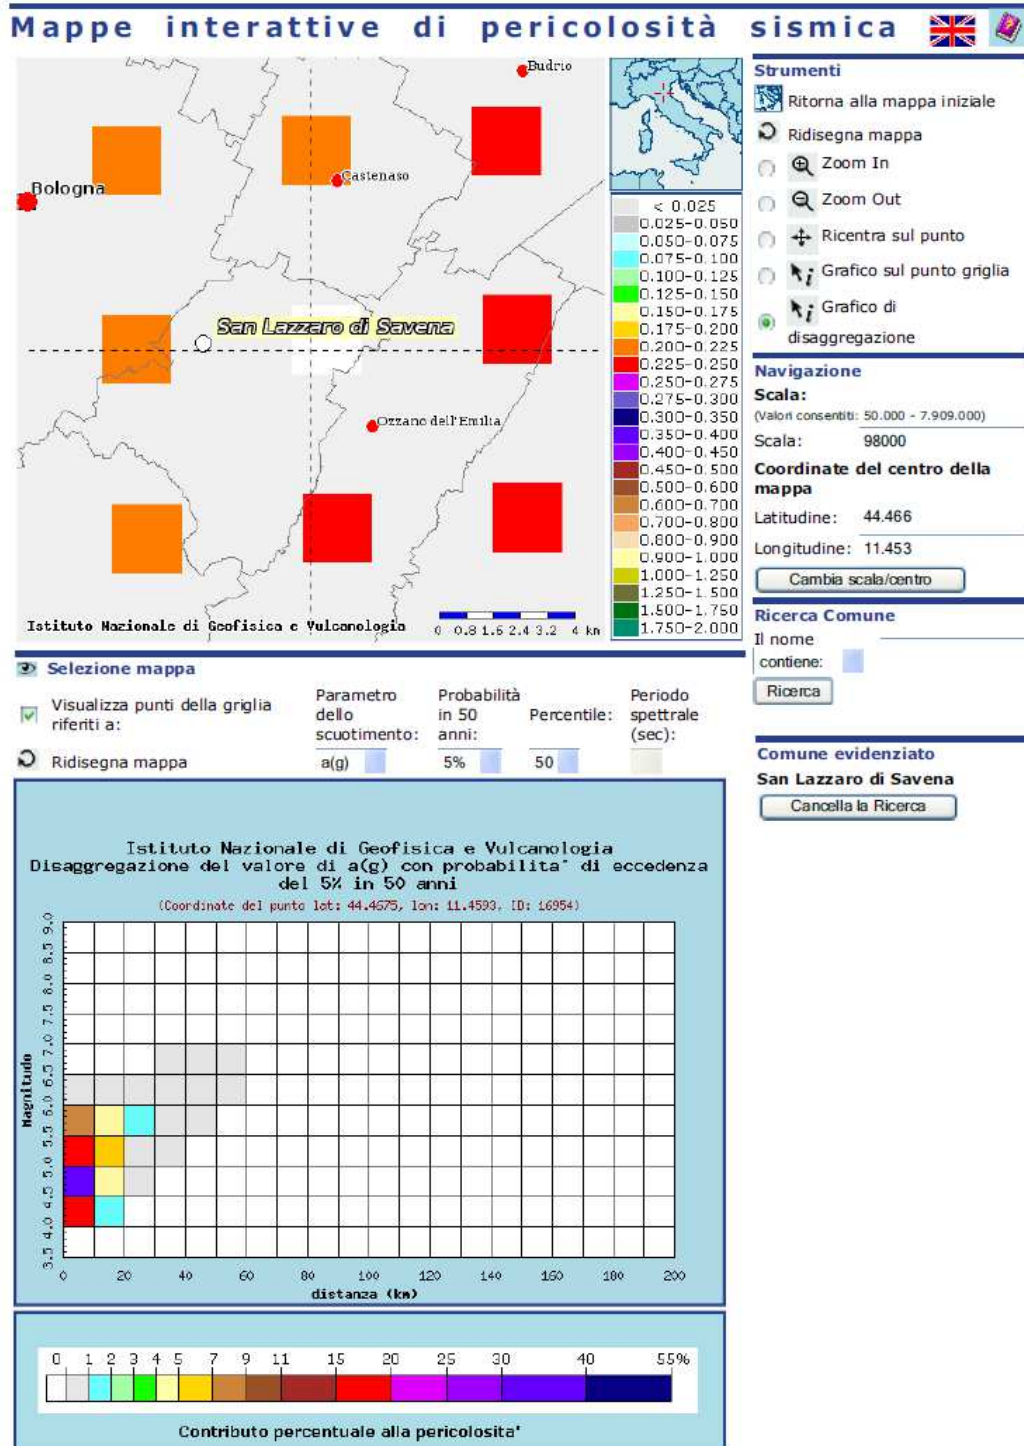 Mappe interattive di pericolosità sismica
Budrio
Castenaso
Bologna
San Lazzaro di Savena
Ozzano dell'Emilia
Istituto Nazionale di Geofisica e Vulcanologia
0 0.8 1.6 2.4 3.2 4 km
< 0.025
0.025-0.050
0.050-0.075
0.075-0.100
0.100-0.125
0.125-0.150
0.150-0.175
0.175-0.200
0.200-0.225
0.225-0.250
0.250-0.275
0.275-0.300
0.300-0.350
0.350-0.400
0.400-0.450
0.450-0.500
0.500-0.600
0.600-0.700
0.700-0.800
0.800-0.900
0.900-1.000
1.000-1.250
1.250-1.500
1.500-1.750
1.750-2.000
Strumenti
Ritorna alla mappa iniziale
Ridisegna mappa
Zoom In
Zoom Out
Ricentra sul punto
Grafico sul punto griglia
Grafico di
disaggregazione
Navigazione
Scala:
(Valori consentiti: 50.000 - 7.909.000)
Scala: 98000
Coordinate del centro della
mappa
Latitudine: 44.466
Longitudine: 11.453
Cambia scala/centro
Ricerca Comune
Il nome
contiene:
Ricerca
Comune evidenziato
San Lazzaro di Savena
Cancella la Ricerca
Selezione mappa
Visualizza punti della griglia
riferiti a:
Ridisegna mappa
Parametro
dello
scuotimento:
a(g)
Probabilità
in 50
anni:
5%
Percentile:
50
Periodo
spettrale
(sec):
Istituto Nazionale di Geofisica e Vulcanologia
Disaggregazione del valore di a(g) con probabilita' di eccedenza
del 5% in 50 anni
(Coordinate del punto lat: 44.4675, lon: 11.4593, ID: 16954)
Magnitudo
9.0
8.5
8.0
7.5
7.0
6.5
6.0
5.5
5.0
4.5
4.0
3.5
0 20 40 60 80 100 120 140 160 180 200
distanza (km)
0 1 2 3 4 5 7 9 11 15 20 25 30 40 55%
Contributo percentuale alla pericolosita'